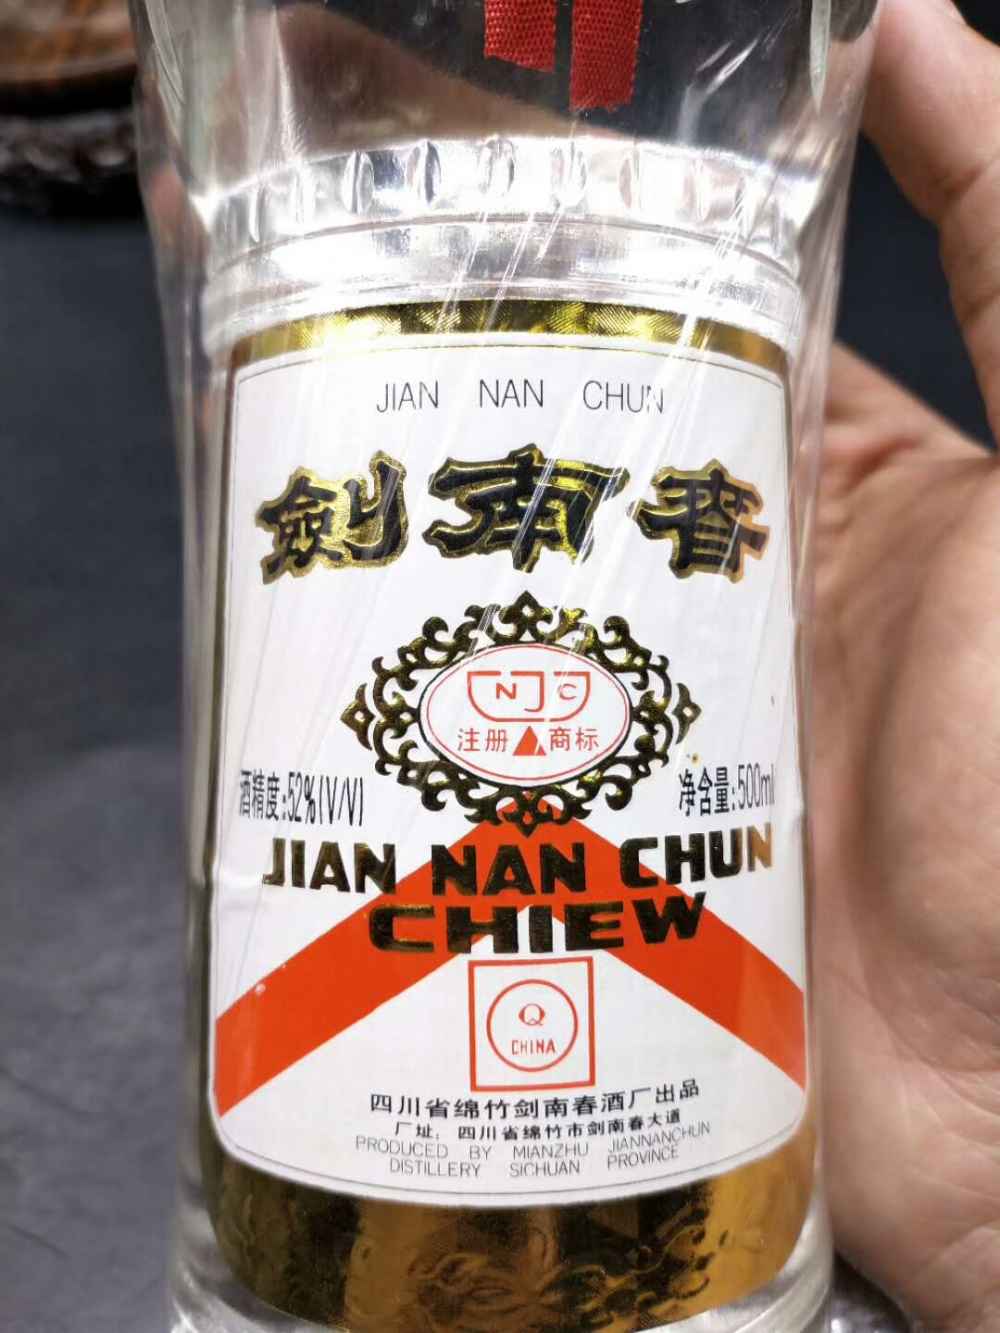 JIAN NAN CHUN
劍南春
NJC
注册 商标
酒精度:52%(V/V)
净含量:500ml
JIAN NAN CHUN
CHIEW
Q
CHINA
四川省绵竹剑南春酒厂出品
厂址：四川省绵竹市剑南春大道
PRODUCED BY MIANZHU JIANNANCHUN
DISTILLERY SICHUAN PROVINCE